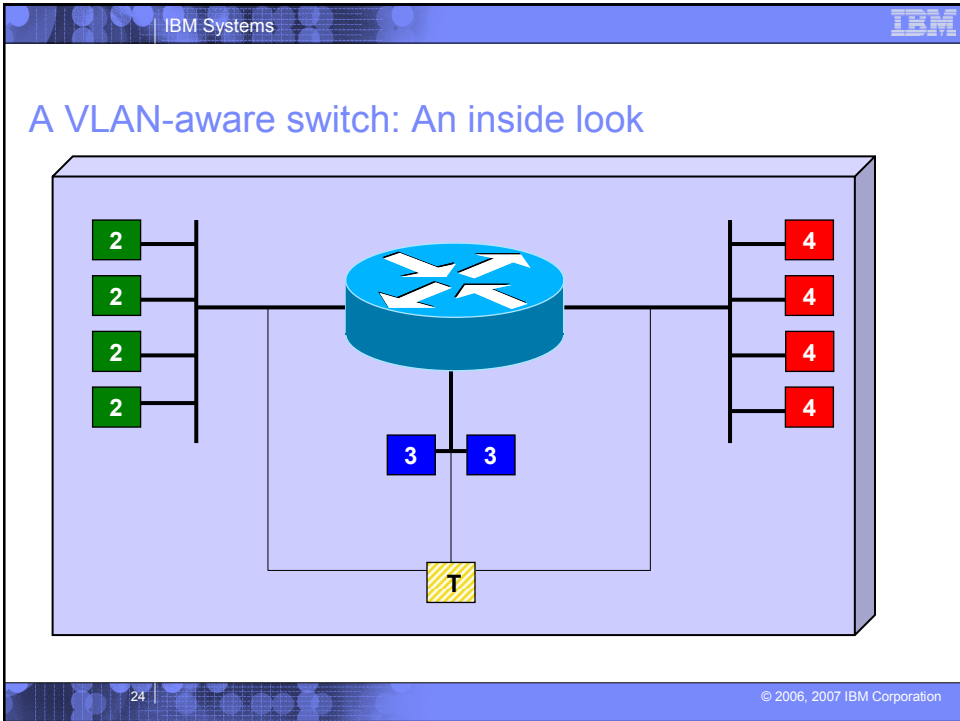 IBM Systems
IBM
A VLAN-aware switch: An inside look
2
4
2
4
2
4
2
4
3 3
T
24
© 2006, 2007 IBM Corporation